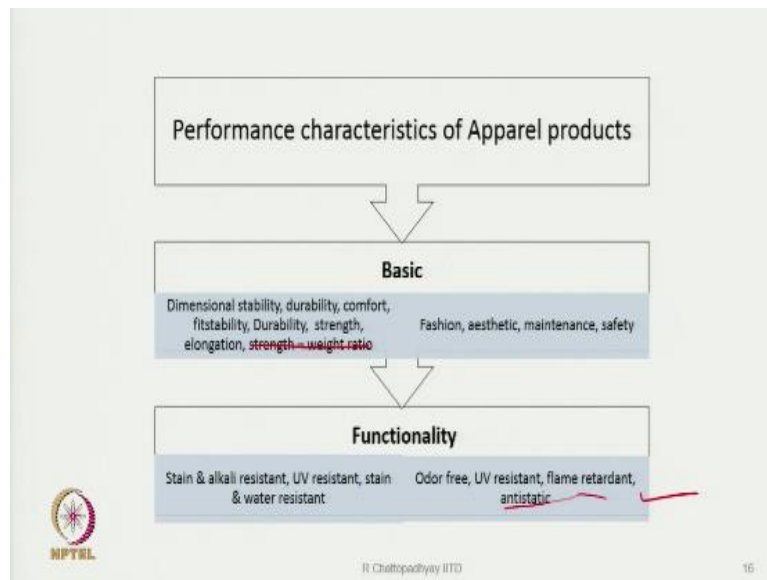 Performance characteristics of Apparel products
Basic
Dimensional stability, durability, comfort,
fitstability, Durability, strength,
elongation, strength - weight ratio
Fashion, aesthetic, maintenance, safety
Functionality
Stain & alkali resistant, UV resistant, stain
& water resistant
Odor free, UV resistant, flame retardant,
antistatic
NPTEL
R Chattopadhyay IITD
16